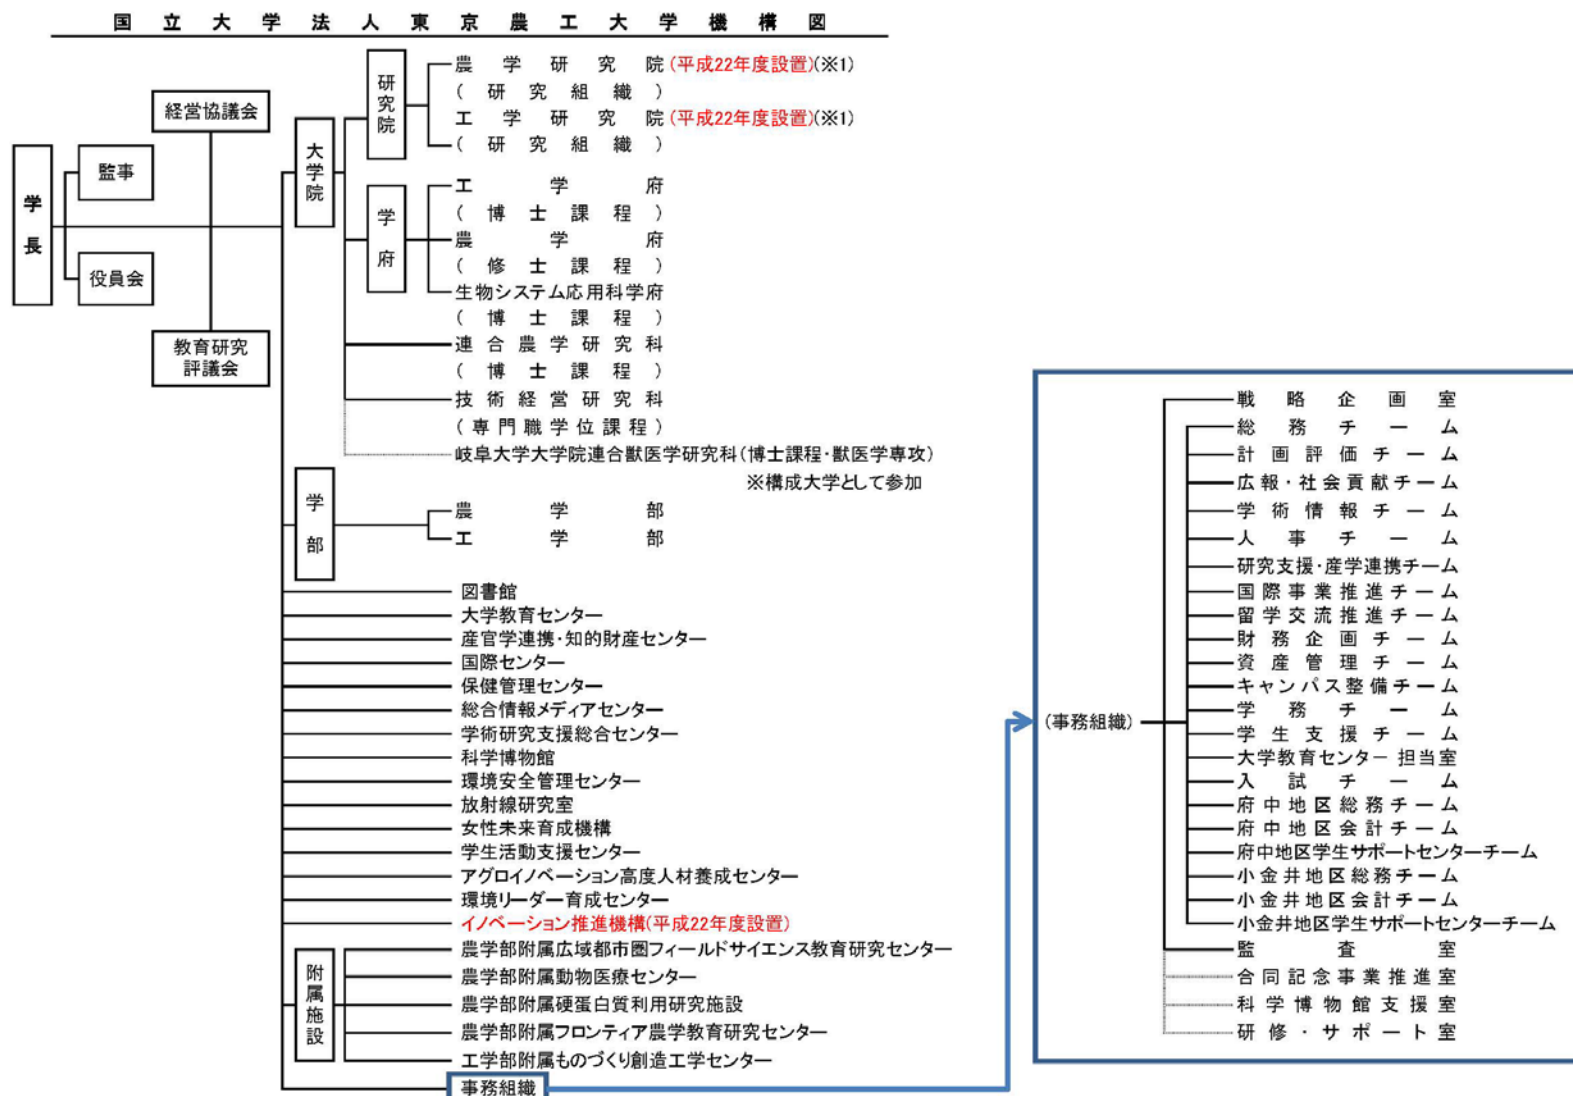 国立大学法人東京農工大学機構図
学長
監事
役員会
経営協議会
教育研究
評議会
大学院
研究院
農学研究院(平成22年度設置)(※1)
(研究組織)
工学研究院(平成22年度設置)(※1)
(研究組織)
学府
工学府
(博士課程)
農学府
(修士課程)
生物システム応用科学府
(博士課程)
連合農学研究科
(博士課程)
技術経営研究科
(専門職学位課程)
岐阜大学大学院連合獣医学研究科(博士課程・獣医学専攻)
※構成大学として参加
学部
農学部
工学部
図書館
大学教育センター
産官学連携・知的財産センター
国際センター
保健管理センター
総合情報メディアセンター
学術研究支援総合センター
科学博物館
環境安全管理センター
放射線研究室
女性未来育成機構
学生活動支援センター
アグロイノベーション高度人材養成センター
環境リーダー育成センター
イノベーション推進機構(平成22年度設置)
附属施設
農学部附属広域都市圏フィールドサイエンス教育研究センター
農学部附属動物医療センター
農学部附属硬蛋白質利用研究施設
農学部附属フロンティア農学教育研究センター
工学部附属ものづくり創造工学センター
事務組織
(事務組織)
戦略企画室
総務チーム
計画評価チーム
広報・社会貢献チーム
学術情報チーム
人事チーム
研究支援・産学連携チーム
国際事業推進チーム
留学交流推進チーム
財務企画チーム
資産管理チーム
キャンパス整備チーム
学務チーム
学生支援チーム
大学教育センター担当室
入試チーム
府中地区総務チーム
府中地区会計チーム
府中地区学生サポートセンターチーム
小金井地区総務チーム
小金井地区会計チーム
小金井地区学生サポートセンターチーム
監査室
合同記念事業推進室
科学博物館支援室
研修・サポート室